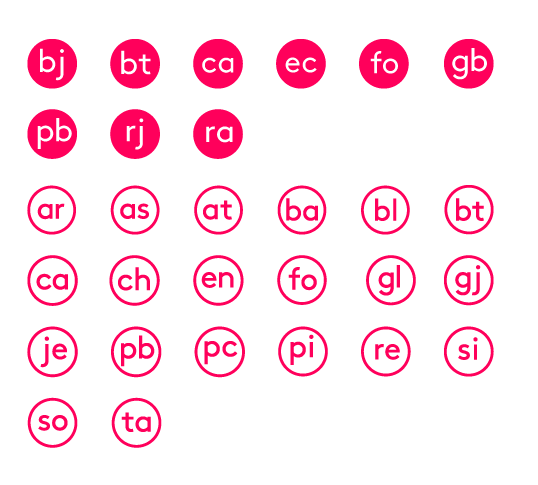 bj bt ca ec fo gb
pb rj ra
ar as at ba bl bt
ca ch en fo gl gj
je pb pc pi re si
so ta